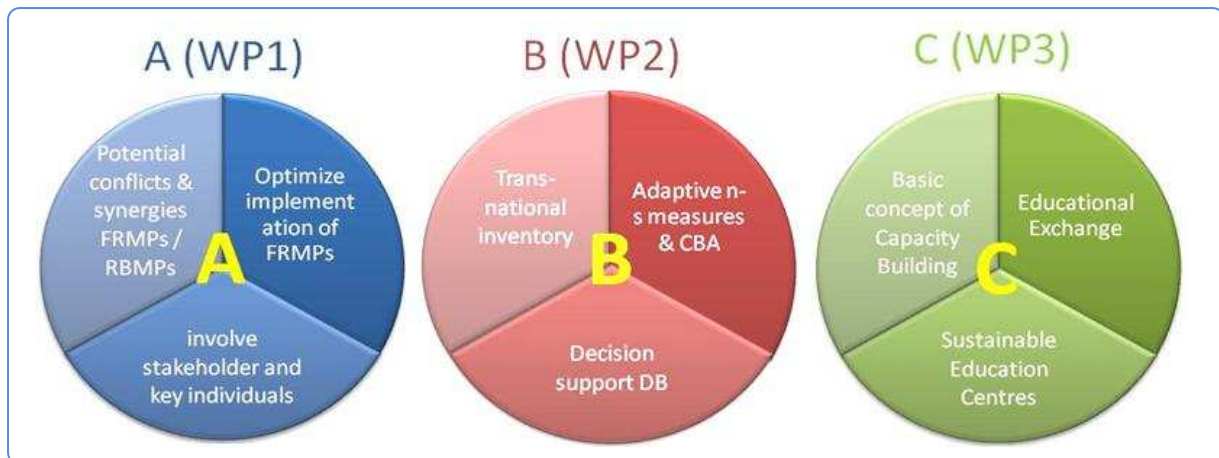 A (WP1)
Potential
conflicts &
synergies
FRMPs /
RBMPs
Optimize
implement
ation of
FRMPs
A
involve
stakeholder and
key individuals
B (WP2)
Trans-
national
inventory
Adaptive n-
s measures
& CBA
B
Decision
support DB
C (WP3)
Basic
concept of
Capacity
Building
Educational
Exchange
C
Sustainable
Education
Centres